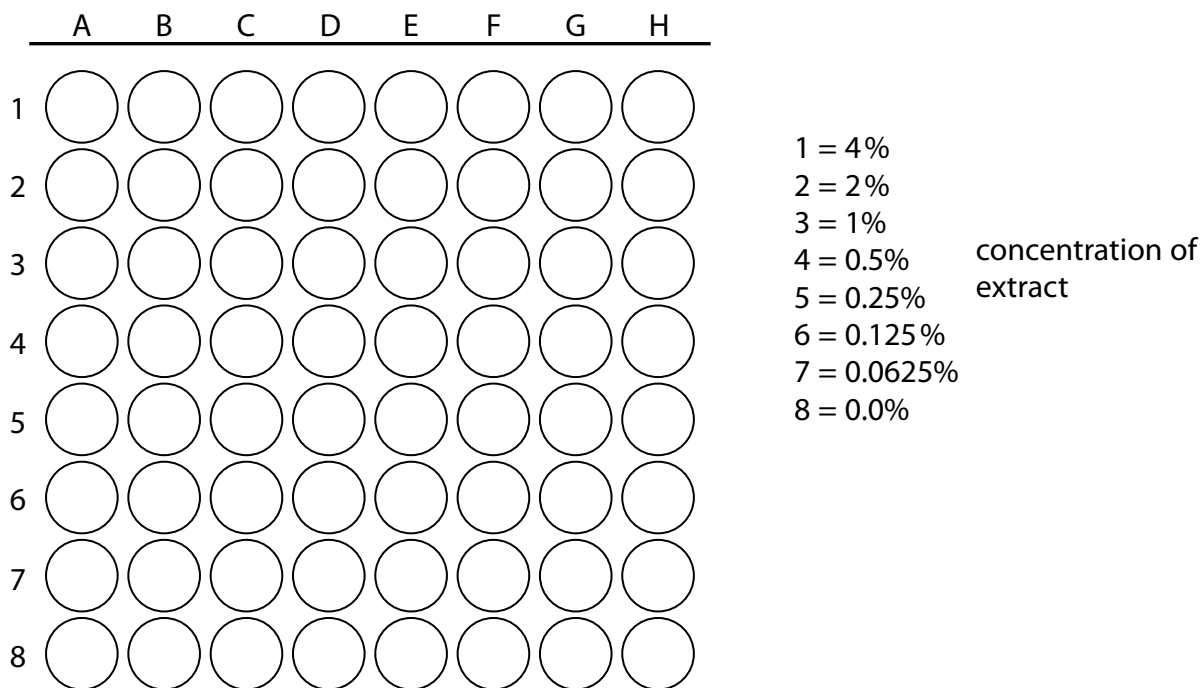 A B C D E F G H
1
2
3
4
5
6
7
8
1 = 4%
2 = 2%
3 = 1%
4 = 0.5%
5 = 0.25%
6 = 0.125%
7 = 0.0625%
8 = 0.0%
concentration of
extract